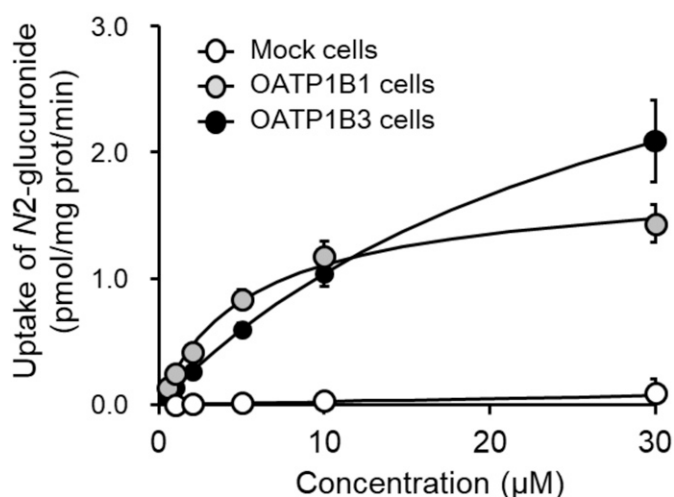 Uptake of N2-glucuronide
(pmol/mg prot/min)
3.0
2.0
1.0
0.0
Mock cells
OATP1B1 cells
OATP1B3 cells
0
10
20
30
Concentration (µM)